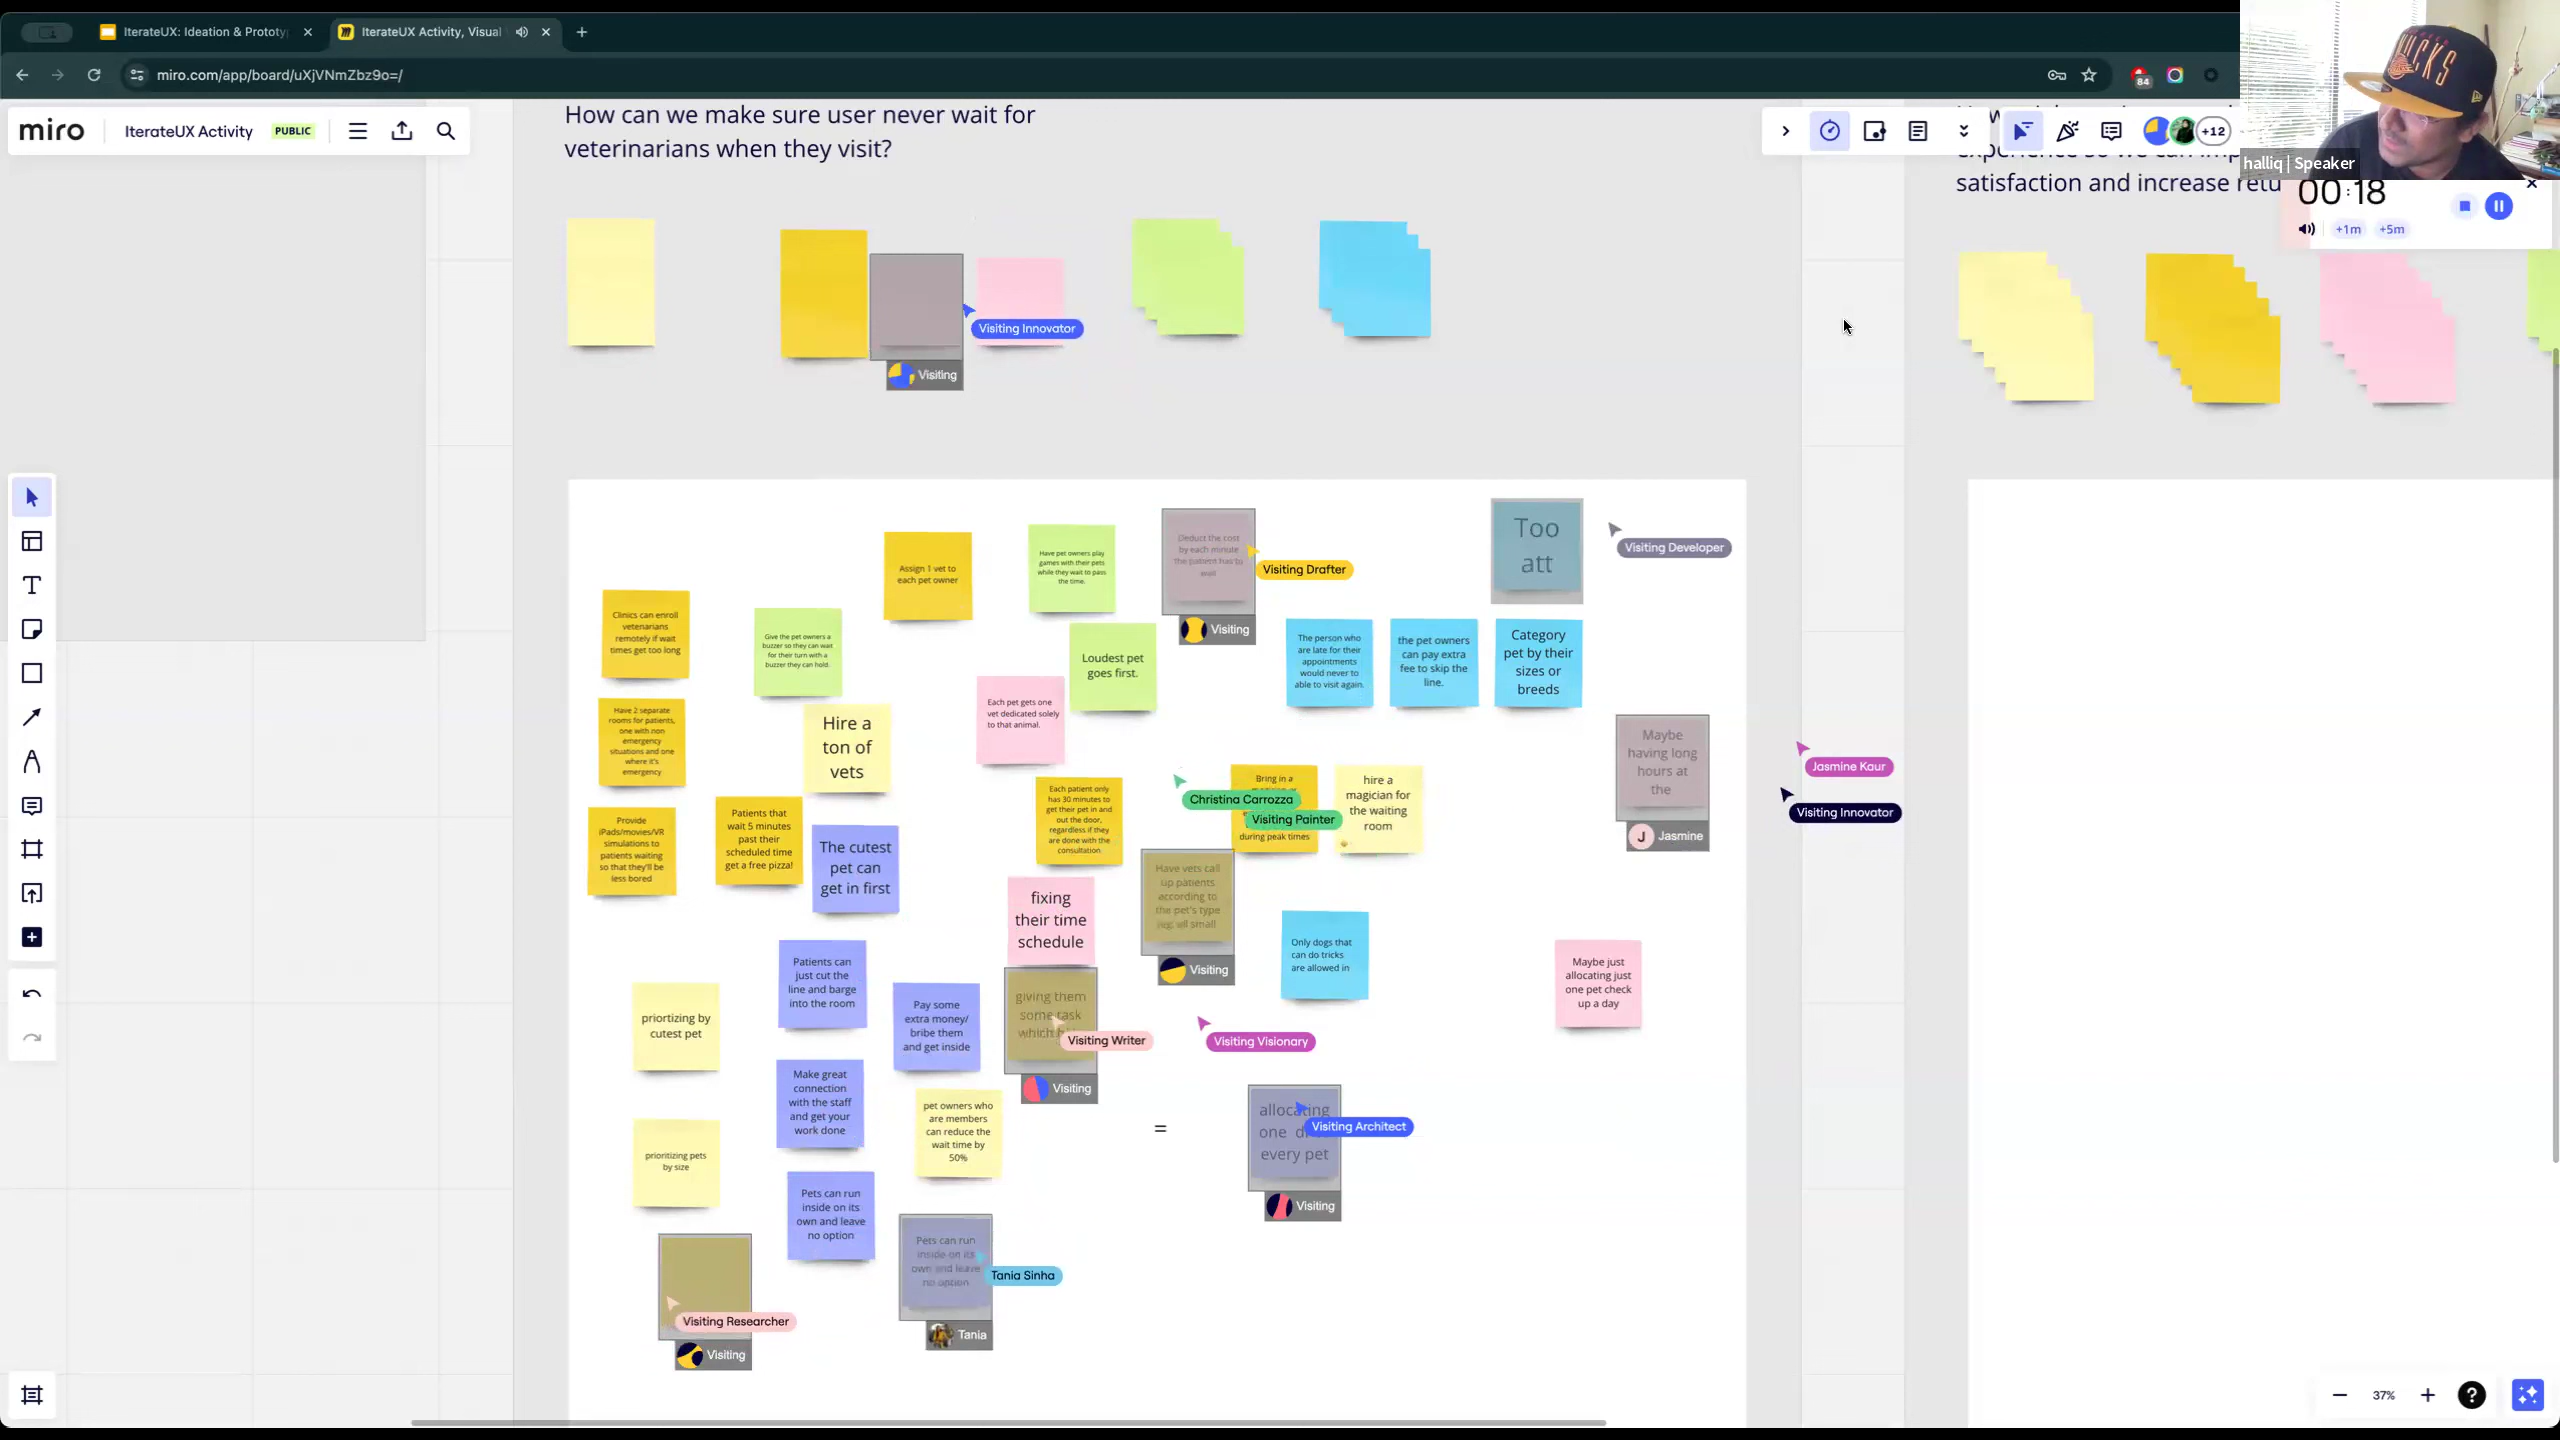 IterateUX: Ideation & Prototy
IterateUX Activity, Visual
miro.com/app/board/uXjVNmZbz9o=/
84
miro
IterateUX Activity
PUBLIC
+12
halliq | Speaker
00:18
+1m
+5m
How can we make sure user never wait for
veterinarians when they visit?
satisfaction and increase retu
Visiting Innovator
Visiting
Assign 1 vet to
each pet owner
Have pet owners play
games with their pets
while they wait to pass
the time.
Deduct the cost
by each minute
The patient has to
wait
Visiting Drafter
Visiting
Too
att
Visiting Developer
Clinics can enroll
vetenarians
remotely if wait
times get too long
Give the pet owners a
buzzer so they can wait
for their turn with a
buzzer they can hold.
Loudest pet
goes first.
The person who
are late for their
appointments
would never to
able to visit again.
the pet owners
can pay extra
fee to skip the
line.
Category
pet by their
sizes or
breeds
Each pet gets one
vet dedicated solely
to that animal.
Have 2 separate
rooms for patients,
one with non
emergency
situations and one
where it's
emergency
Hire a
ton of
vets
Maybe
having long
hours at
the
Jasmine
Jasmine Kaur
Visiting Innovator
Provide
iPads/movies/VR
simulations to
patients waiting
so that they'll be
less bored
Patients that
wait 5 minutes
past their
scheduled time
get a free pizza!
The cutest
pet can
get in first
Each patient only
has 30 minutes to
get their pet in and
out the door,
regardless if they
are done with the
consultation
Christina Carrozza
Visiting Painter
Bring in a
during peak times
hire a
magician for
the waiting
room
fixing
their time
schedule
Have vets call
up patients
according to
the pet's type
Visiting
Only dogs that
can do tricks
are allowed in
Maybe just
allocating just
one pet check
up a day
Patients can
just cut the
line and barge
into the room
priortizing by
cutest pet
Pay some
extra money/
bribe them
and get inside
giving them
some task
Visiting Writer
Visiting
Visiting Visionary
Make great
connection
with the staff
and get your
work done
pet owners who
are members
can reduce the
wait time by
50%
=
allocating
one
every pet
Visiting Architect
Visiting
prioritizing pets
by size
Pets can run
inside on its
own and leave
no option
Pets can run
inside on its
own and leave
no option
Tania Sinha
Tania
Visiting Researcher
Visiting
37%